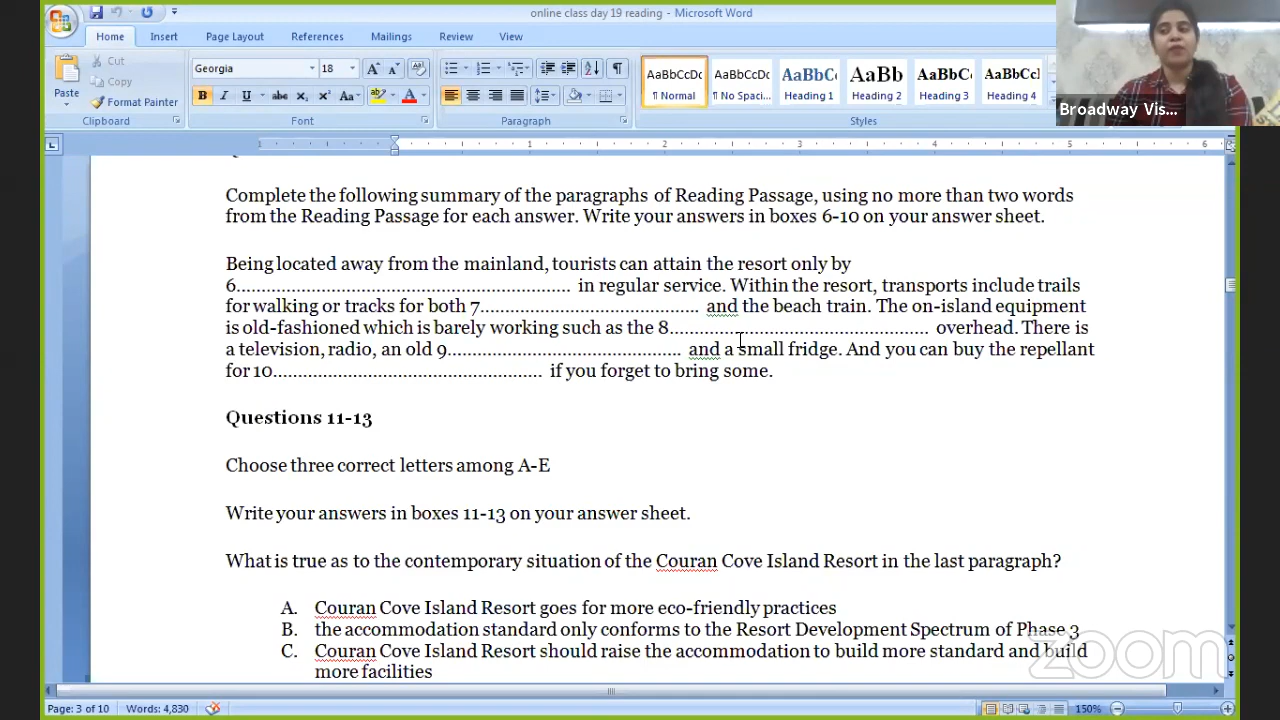 online class day 19 reading - Microsoft Word
Home Insert Page Layout References Mailings Review View
Cut
Copy
Format Painter
Paste
Georgia 18
AaBbCcDc AaBbCcDc AaBbC AaBb AaBbC AaBbCcI
¶ Normal ¶ No Spaci... Heading 1 Heading 2 Heading 3 Heading 4
Clipboard Font Paragraph Styles
Broadway Vis...
Complete the following summary of the paragraphs of Reading Passage, using no more than two words
from the Reading Passage for each answer. Write your answers in boxes 6-10 on your answer sheet.
Being located away from the mainland, tourists can attain the resort only by
6............................................................... in regular service. Within the resort, transports include trails
for walking or tracks for both 7......................................... and the beach train. The on-island equipment
is old-fashioned which is barely working such as the 8................................................. overhead. There is
a television, radio, an old 9............................................ and a small fridge. And you can buy the repellant
for 10................................................... if you forget to bring some.
Questions 11-13
Choose three correct letters among A-E
Write your answers in boxes 11-13 on your answer sheet.
What is true as to the contemporary situation of the Couran Cove Island Resort in the last paragraph?
A. Couran Cove Island Resort goes for more eco-friendly practices
B. the accommodation standard only conforms to the Resort Development Spectrum of Phase 3
C. Couran Cove Island Resort should raise the accommodation to build more standard and build
more facilities
zoom
Page: 3 of 10 Words: 4,830 150%